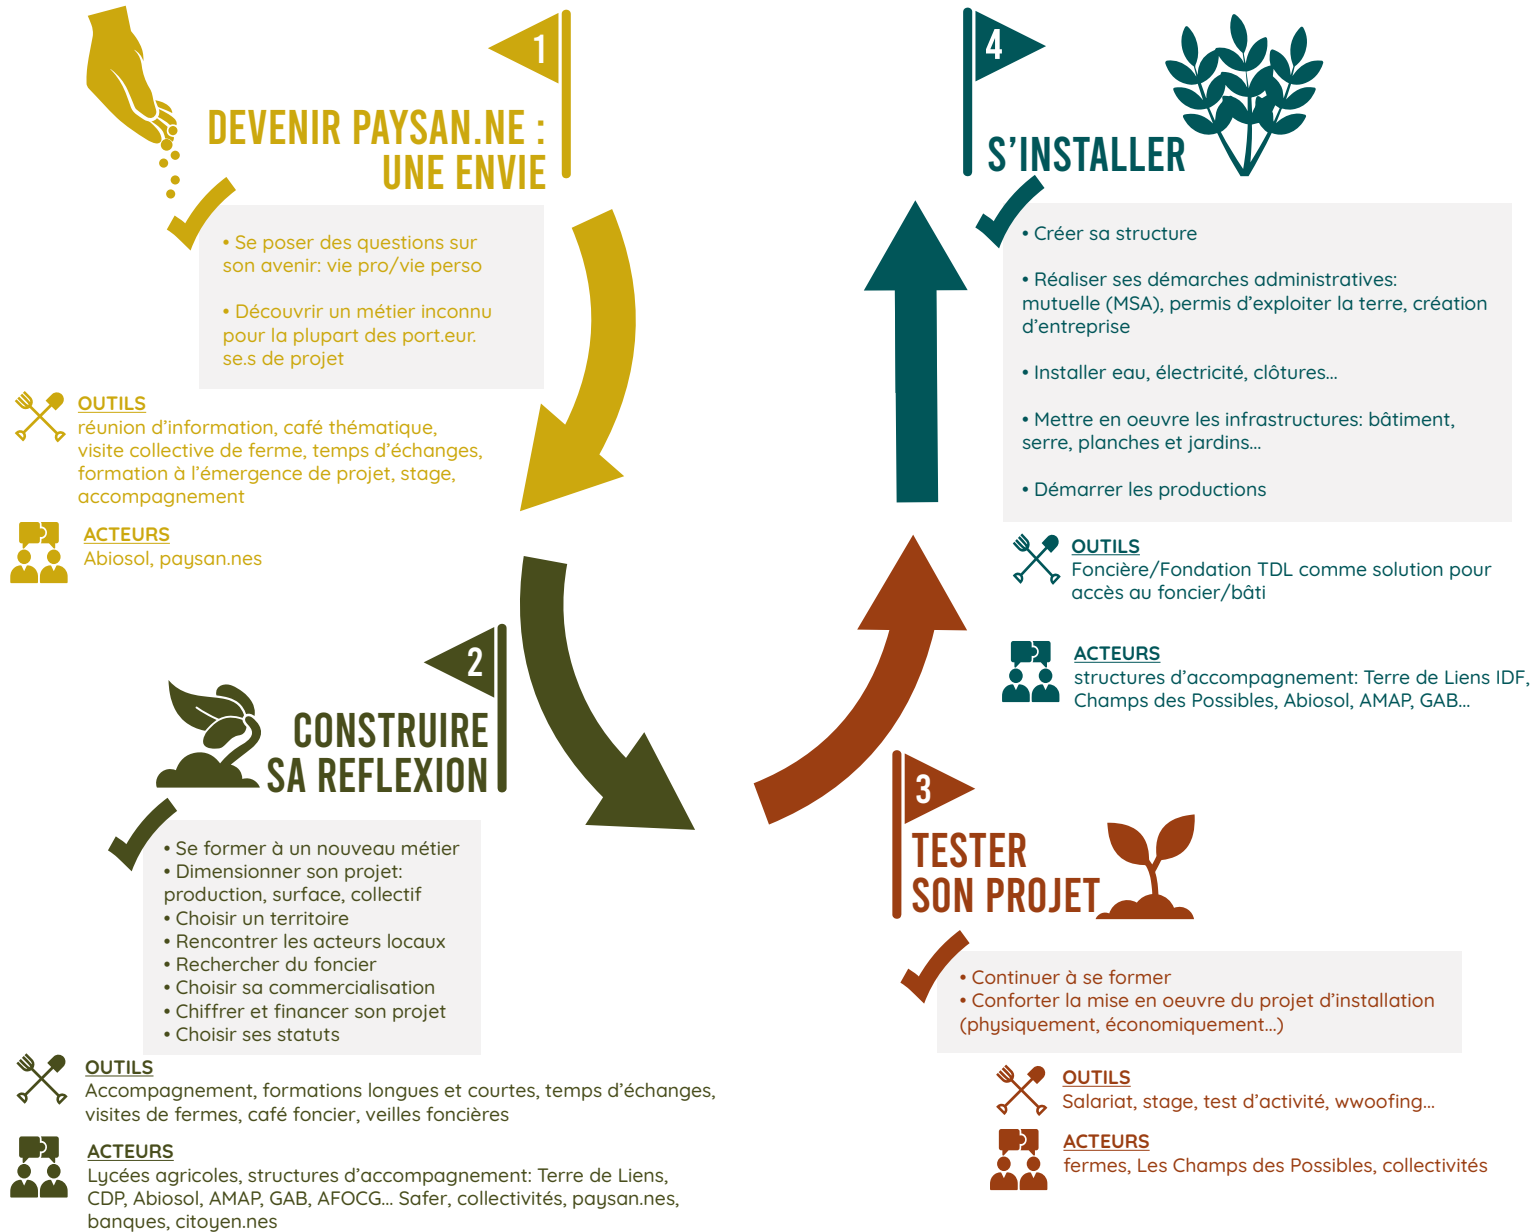 1
DEVENIR PAYSAN.NE :
UNE ENVIE
• Se poser des questions sur
son avenir: vie pro/vie perso
• Découvrir un métier inconnu
pour la plupart des port.eur.
se.s de projet
OUTILS
réunion d'information, café thématique,
visite collective de ferme, temps d'échanges,
formation à l'émergence de projet, stage,
accompagnement
ACTEURS
Abiosol, paysan.nes
2
CONSTRUIRE
SA REFLEXION
• Se former à un nouveau métier
• Dimensionner son projet:
production, surface, collectif
• Choisir un territoire
• Rencontrer les acteurs locaux
• Rechercher du foncier
• Choisir sa commercialisation
• Chiffrer et financer son projet
• Choisir ses statuts
OUTILS
Accompagnement, formations longues et courtes, temps d'échanges,
visites de fermes, café foncier, veilles foncières
ACTEURS
Lycées agricoles, structures d'accompagnement: Terre de Liens,
CDP, Abiosol, AMAP, GAB, AFOCG... Safer, collectivités, paysan.nes,
banques, citoyen.nes
3
TESTER
SON PROJET
• Continuer à se former
• Conforter la mise en oeuvre du projet d'installation
(physiquement, économiquement...)
OUTILS
Salariat, stage, test d'activité, wwoofing...
ACTEURS
fermes, Les Champs des Possibles, collectivités
4
S'INSTALLER
• Créer sa structure
• Réaliser ses démarches administratives:
mutuelle (MSA), permis d'exploiter la terre, création
d'entreprise
• Installer eau, électricité, clôtures...
• Mettre en oeuvre les infrastructures: bâtiment,
serre, planches et jardins...
• Démarrer les productions
OUTILS
Foncière/Fondation TDL comme solution pour
accès au foncier/bâti
ACTEURS
structures d'accompagnement: Terre de Liens IDF,
Champs des Possibles, Abiosol, AMAP, GAB...